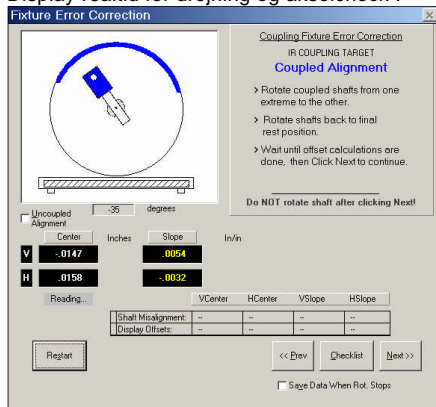 Display realtid for drejning og akselcheck .
Fixture Error Correction
Coupling Fixture Error Correction
IR COUPLING TARGET
Coupled Alignment
> Rotate coupled shafts from one
extreme to the other.
> Rotate shafts back to final
rest position.
> Wait until offset calculations are
done, then Click Next to continue.
Do NOT rotate shaft after clicking Next!
Uncoupled
Alignment
-35 degrees
Center Inches Slope In/in
V -.0147 .0054
H .0158 -.0032
Reading...
VCenter HCenter VSlope HSlope
Shaft Misalignment: -- -- -- --
Display Offsets: -- -- -- --
Restart << Prev Checklist Next >>
Save Data When Rot. Stops